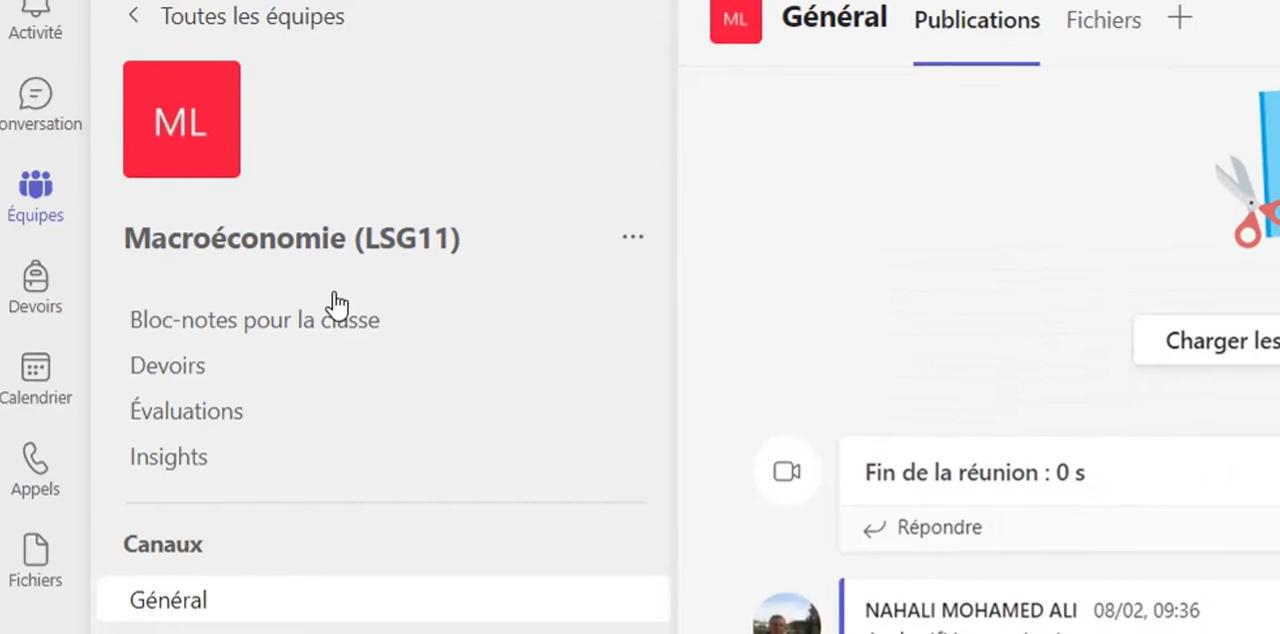 Activité
onversation
Équipes
Devoirs
Calendrier
Appels
Fichiers
Toutes les équipes
ML
Macroéconomie (LSG11)
...
Bloc-notes pour la classe
Devoirs
Évaluations
Insights
Canaux
Général
ML Général Publications Fichiers +
Charger les
Fin de la réunion : 0 s
Répondre
NAHALI MOHAMED ALI 08/02, 09:36